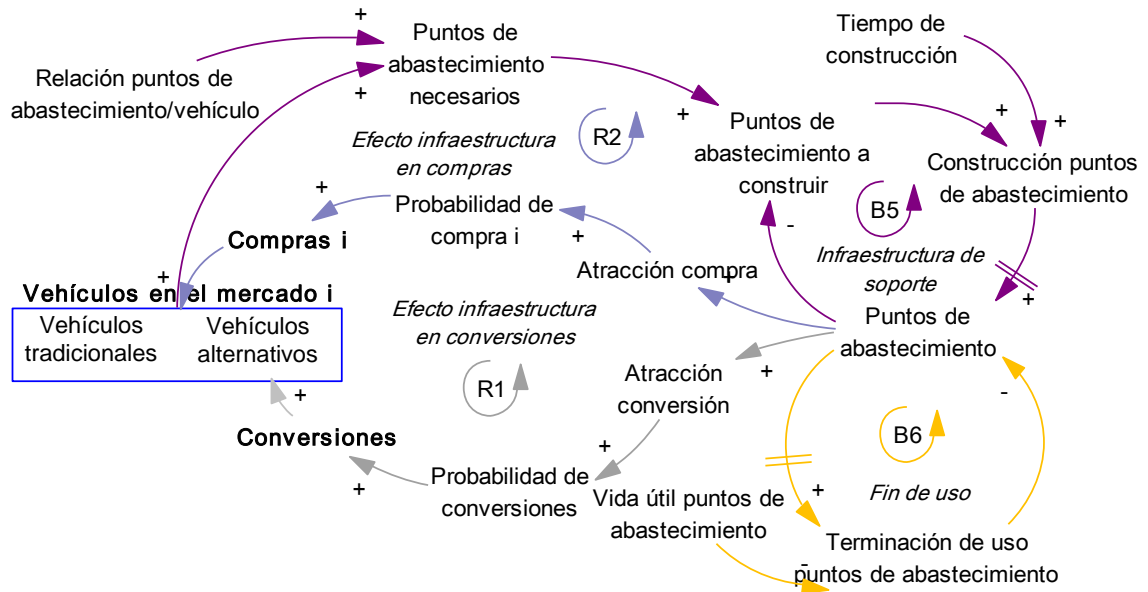 Relación puntos de
abastecimiento/vehículo
+
+
Puntos de
abastecimiento
necesarios
Tiempo de
construcción
+
Puntos de
abastecimiento a
construir
+
+
Construcción puntos
de abastecimiento
Efecto infraestructura
en compras
R2
B5
Infraestructura de
soporte
-
+
Probabilidad de
compra i
+
Compras i
+
Atracción compra
+
+
Puntos de
abastecimiento
Vehículos en el mercado i
Vehículos
tradicionales
Vehículos
alternativos
+
Efecto infraestructura
en conversiones
R1
+
Atracción
conversión
+
Conversiones
+
Probabilidad de
conversiones
Vida útil puntos de
abastecimiento
B6
-
+
Fin de uso
Terminación de uso
puntos de abastecimiento
-